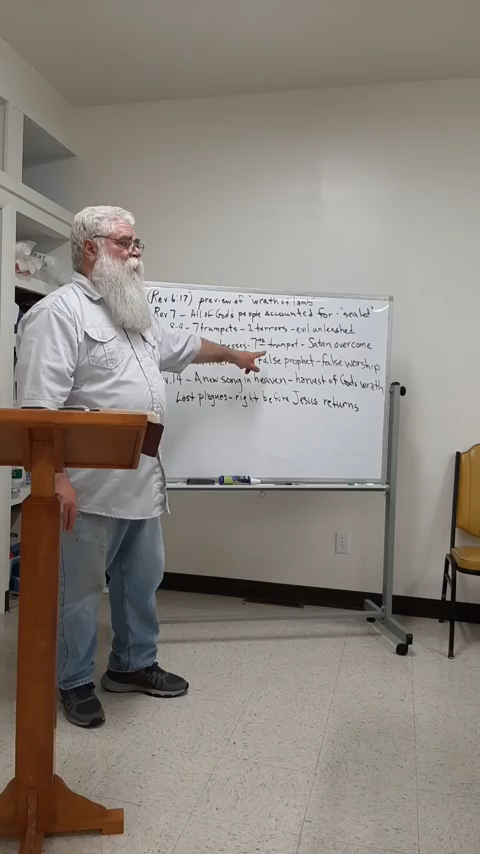 (Rev. 6:17) preview of "wrath of lamb"
Rev 7 - All of God's people accounted for - "sealed"
8-9 - 7 trumpets - 2 terrors - evil unleashed
nesses - 7th trumpet - Satan overcome
false prophet - false worship
v. 14 - A new song in heaven - harvest of God's wrath
Last plagues - right before Jesus returns